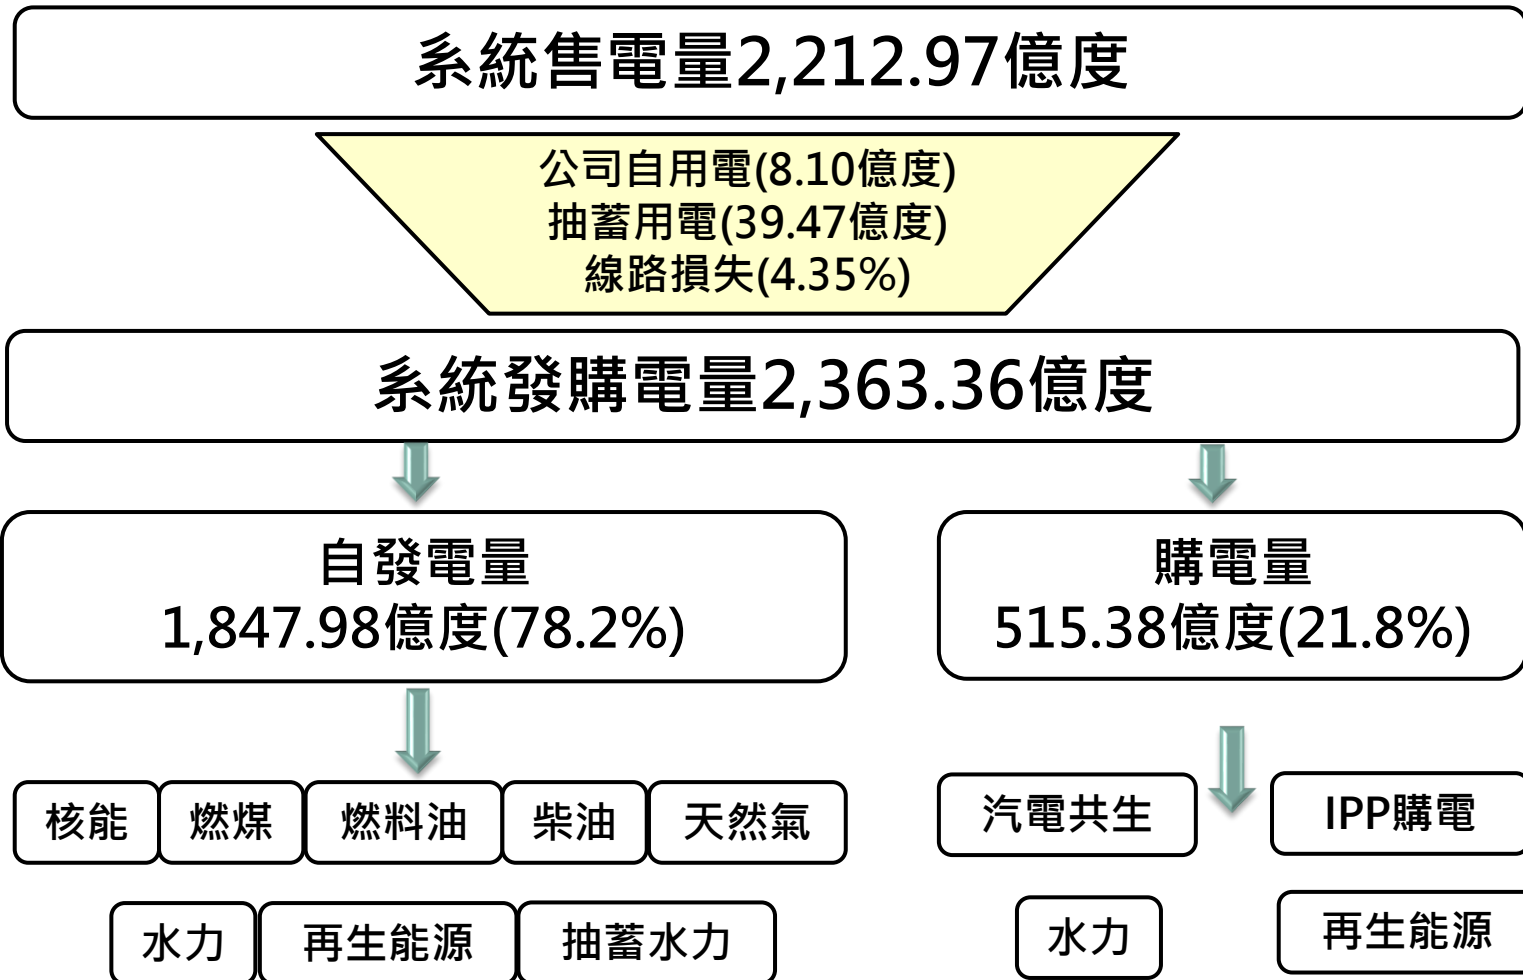 系統售電量2,212.97億度
公司自用電(8.10億度)
抽蓄用電(39.47億度)
線路損失(4.35%)
系統發購電量2,363.36億度
自發電量
1,847.98億度(78.2%)
購電量
515.38億度(21.8%)
核能
燃煤
燃料油
柴油
天然氣
汽電共生
IPP購電
水力
再生能源
抽蓄水力
水力
再生能源